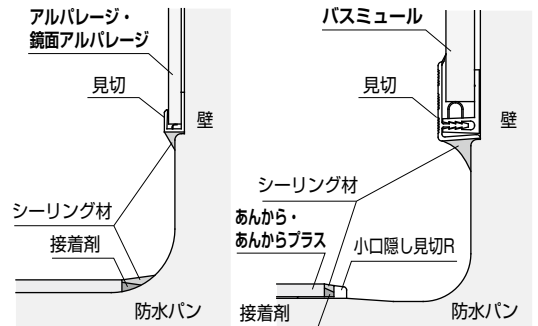 アルパレージ・
鏡面アルパレージ
見切
壁
シーリング材
接着剤
防水パン
バスミュール
見切
壁
シーリング材
あんから・
あんからプラス
小口隠し見切R
接着剤
防水パン